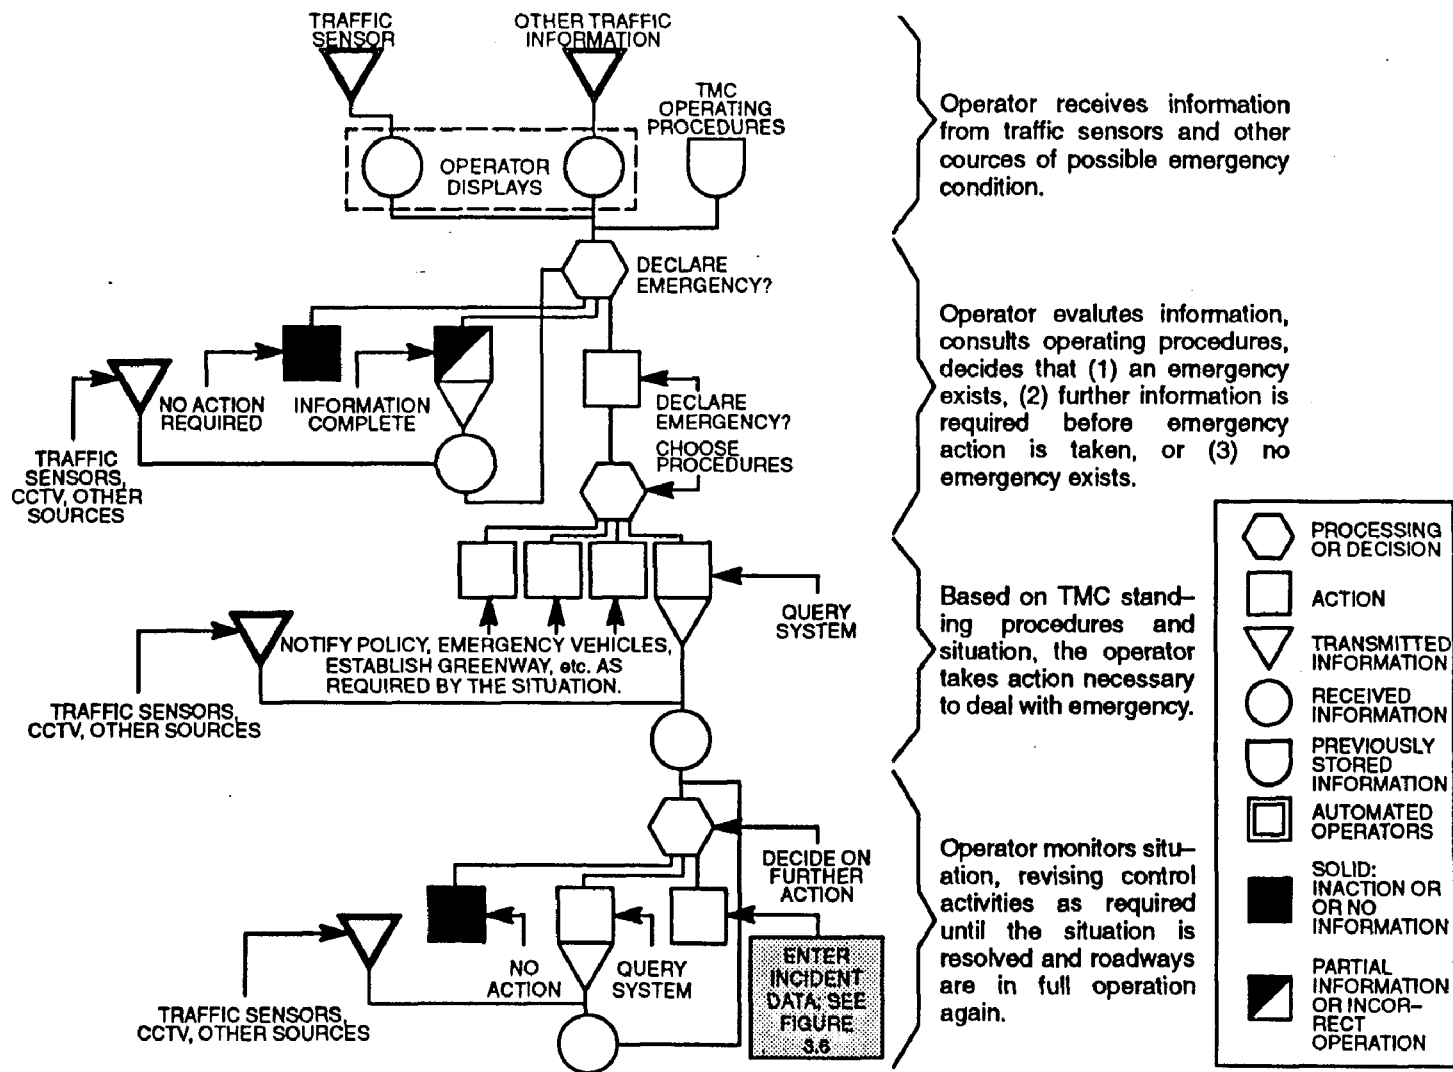 TRAFFIC
SENSOR
OTHER TRAFFIC
INFORMATION
TMC
OPERATING
PROCEDURES
OPERATOR
DISPLAYS
Operator receives information
from traffic sensors and other
cources of possible emergency
condition.
DECLARE
EMERGENCY?
NO ACTION
REQUIRED
INFORMATION
COMPLETE
DECLARE
EMERGENCY?
CHOOSE
PROCEDURES
TRAFFIC
SENSORS,
CCTV, OTHER
SOURCES
Operator evalutes information,
consults operating procedures,
decides that (1) an emergency
exists, (2) further information is
required before emergency
action is taken, or (3) no
emergency exists.
QUERY
SYSTEM
NOTIFY POLICY, EMERGENCY VEHICLES,
ESTABLISH GREENWAY, etc. AS
REQUIRED BY THE SITUATION.
TRAFFIC SENSORS,
CCTV, OTHER SOURCES
Based on TMC stand–
ing procedures and
situation, the operator
takes action necessary
to deal with emergency.
DECIDE ON
FURTHER
ACTION
NO
ACTION
QUERY
SYSTEM
ENTER
INCIDENT
DATA; SEE
FIGURE
3.6
TRAFFIC SENSORS,
CCTV, OTHER SOURCES
Operator monitors situ–
ation, revising control
activities as required
until the situation is
resolved and roadways
are in full operation
again.
PROCESSING
OR DECISION
ACTION
TRANSMITTED
INFORMATION
RECEIVED
INFORMATION
PREVIOUSLY
STORED
INFORMATION
AUTOMATED
OPERATORS
SOLID:
INACTION OR
OR NO
INFORMATION
PARTIAL
INFORMATION
OR INCOR–
RECT
OPERATION